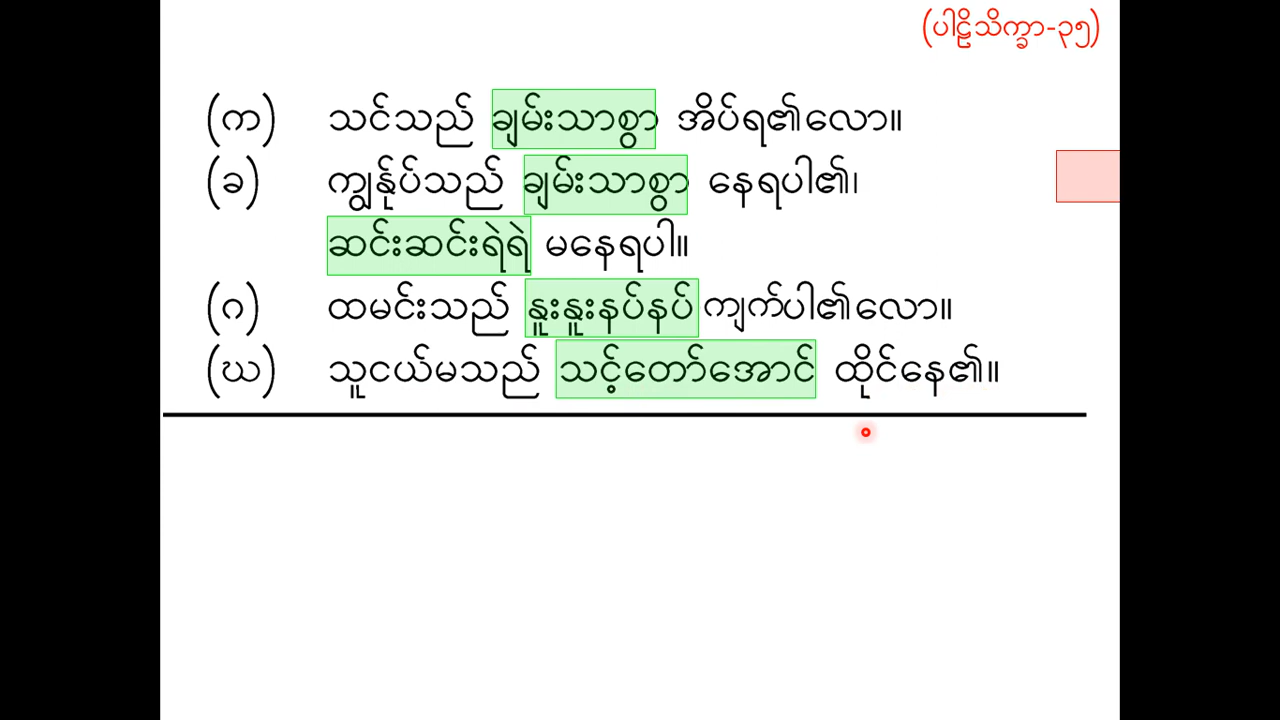 (ပါဠိသိက္ခာ-၃၅)
(က) သင်သည် ချမ်းသာစွာ အိပ်ရ၏လော။
(ခ) ကျွန်ုပ်သည် ချမ်းသာစွာ နေရပါ၏၊
ဆင်းဆင်းရဲရဲ မနေရပါ။
(ဂ) ထမင်းသည် နူးနူးနပ်နပ် ကျက်ပါ၏လော။
(ဃ) သူငယ်မသည် သင့်တော်အောင် ထိုင်နေ၏။